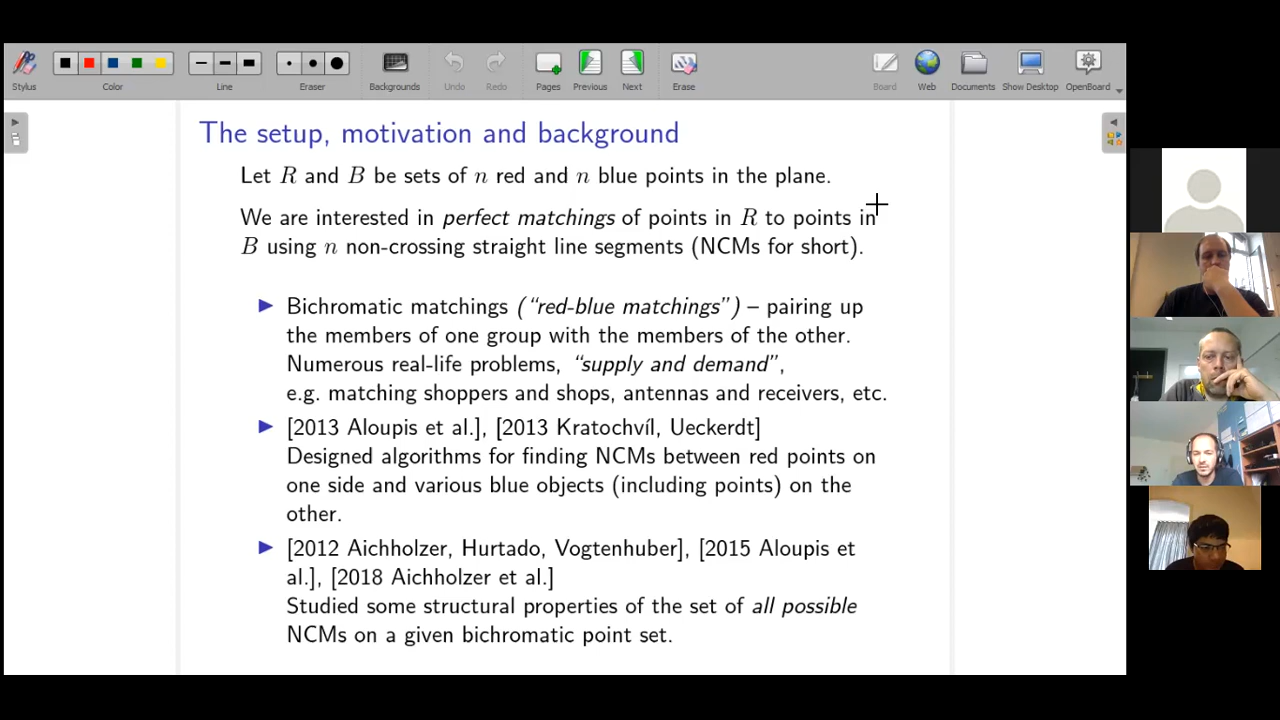 Stylus
Color
Line
Eraser
Backgrounds
Undo
Redo
Pages
Previous
Next
Erase
Board
Web
Documents
Show Desktop
OpenBoard
The setup, motivation and background
Let R and B be sets of n red and n blue points in the plane.
We are interested in perfect matchings of points in R to points in
B using n non-crossing straight line segments (NCMs for short).
▶ Bichromatic matchings (“red-blue matchings”) – pairing up
the members of one group with the members of the other.
Numerous real-life problems, “supply and demand”,
e.g. matching shoppers and shops, antennas and receivers, etc.
▶ [2013 Aloupis et al.], [2013 Kratochvíl, Ueckerdt]
Designed algorithms for finding NCMs between red points on
one side and various blue objects (including points) on the
other.
▶ [2012 Aichholzer, Hurtado, Vogtenhuber], [2015 Aloupis et
al.], [2018 Aichholzer et al.]
Studied some structural properties of the set of all possible
NCMs on a given bichromatic point set.